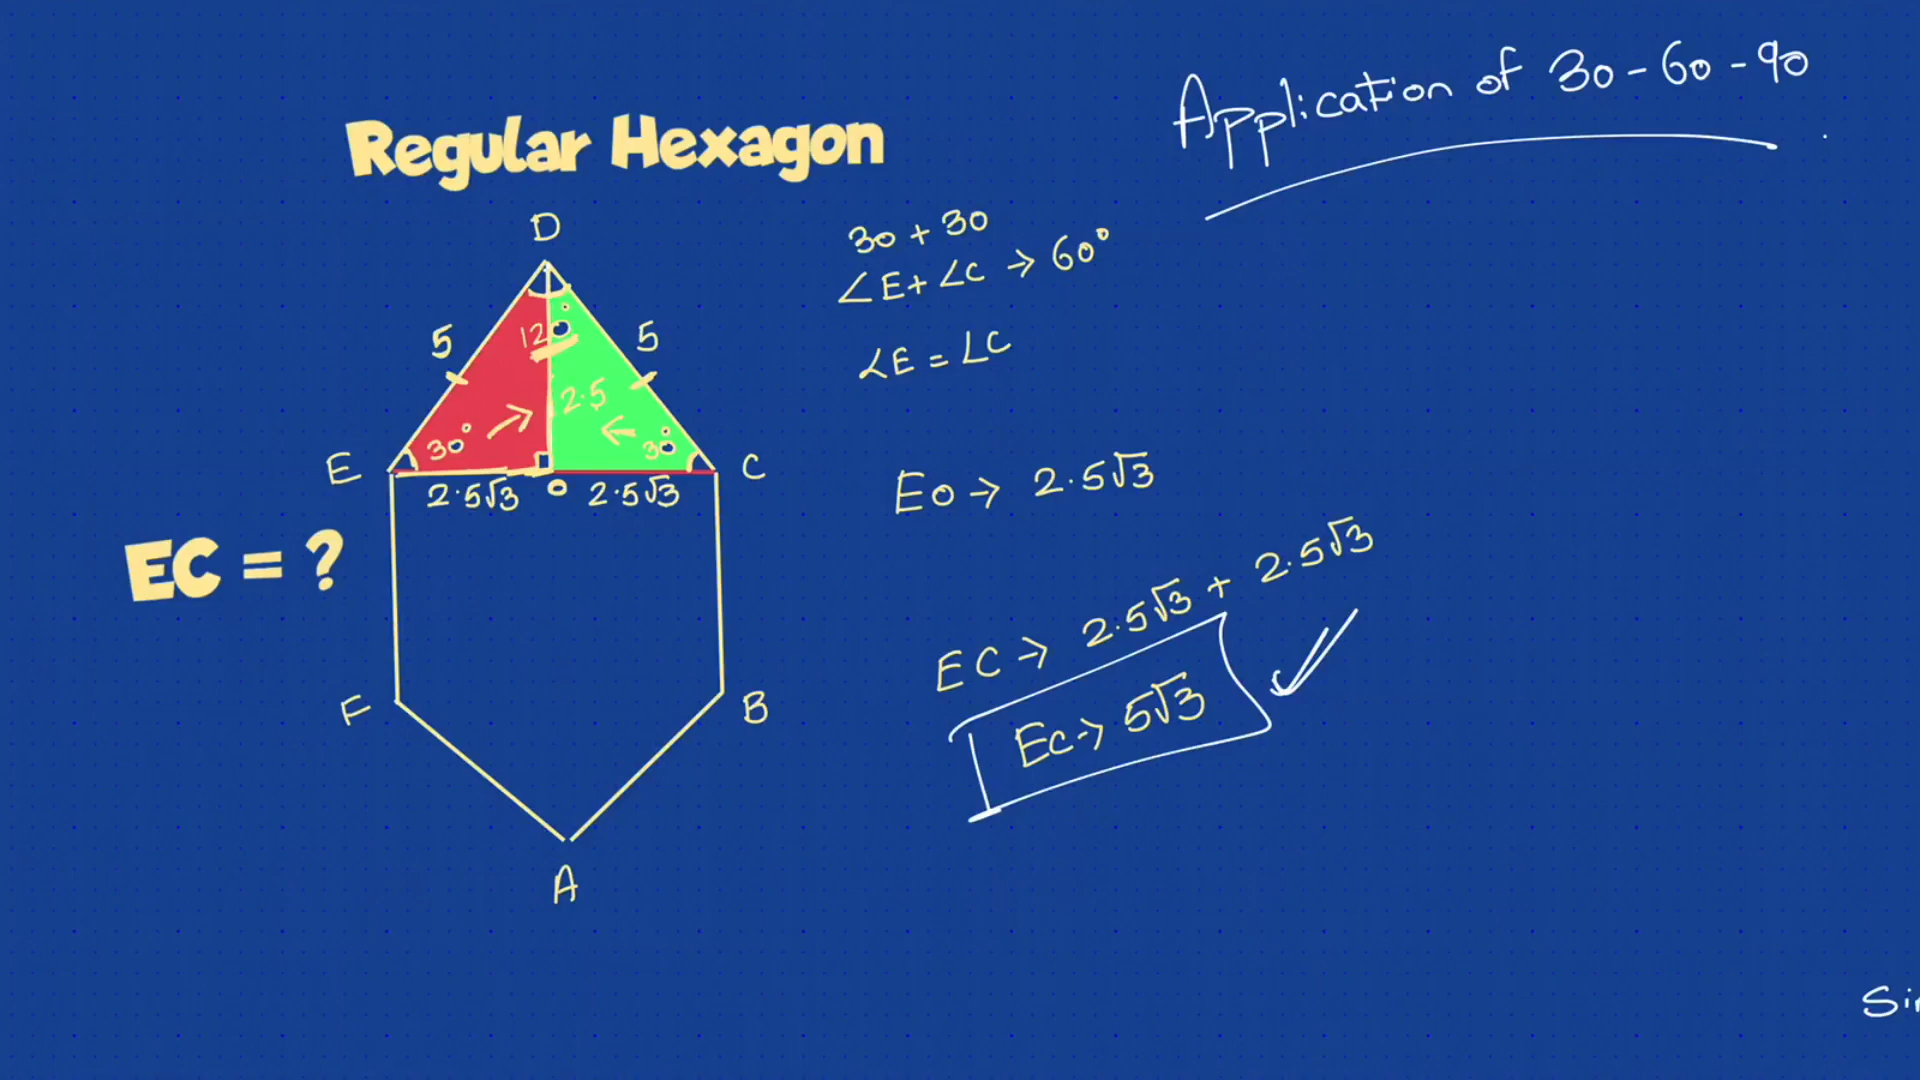 Application of 30-60-90
Regular Hexagon
D
30 + 30
∠E + ∠C → 60°
5
120°
5
∠E = ∠C
2.5
30°
30°
E
C
2.5√3
O
2.5√3
EO → 2.5√3
EC = ?
EC → 2.5√3 + 2.5√3
EC → 5√3
F
B
A